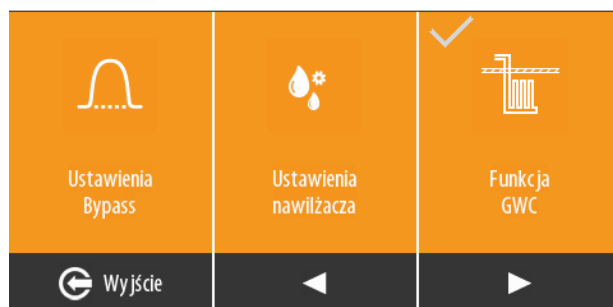 Ustawienia
Bypass
Ustawienia
nawilżacza
Funkcja
GWC
Wyjście